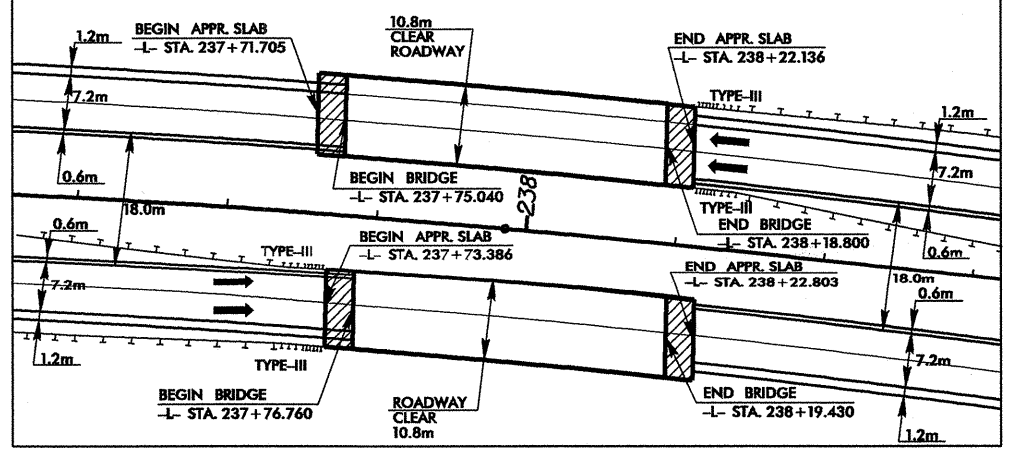 BEGIN APPR. SLAB
-L- STA. 237+71.705
10.8m
CLEAR
ROADWAY
END APPR. SLAB
-L- STA. 238+22.136
1.2m
7.2m
TYPE-III
1.2m
7.2m
0.6m
18.0m
BEGIN BRIDGE
-L- STA. 237+75.040
238
TYPE-III
END BRIDGE
-L- STA. 238+18.800
0.6m
0.6m
TYPE-III
BEGIN APPR. SLAB
-L- STA. 237+73.386
END APPR. SLAB
-L- STA. 238+22.803
18.0m
0.6m
7.2m
7.2m
1.2m
TYPE-III
BEGIN BRIDGE
-L- STA. 237+76.760
ROADWAY
CLEAR
10.8m
END BRIDGE
-L- STA. 238+19.430
1.2m